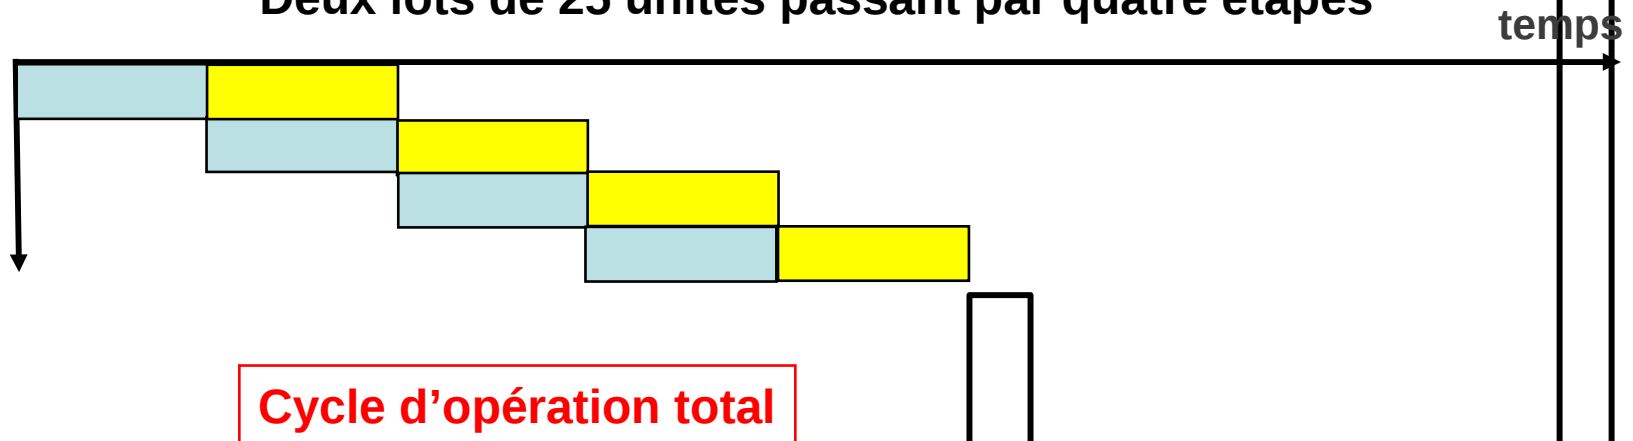 Deux lots de 25 unités passant par quatre étapes
temps
Cycle d’opération total